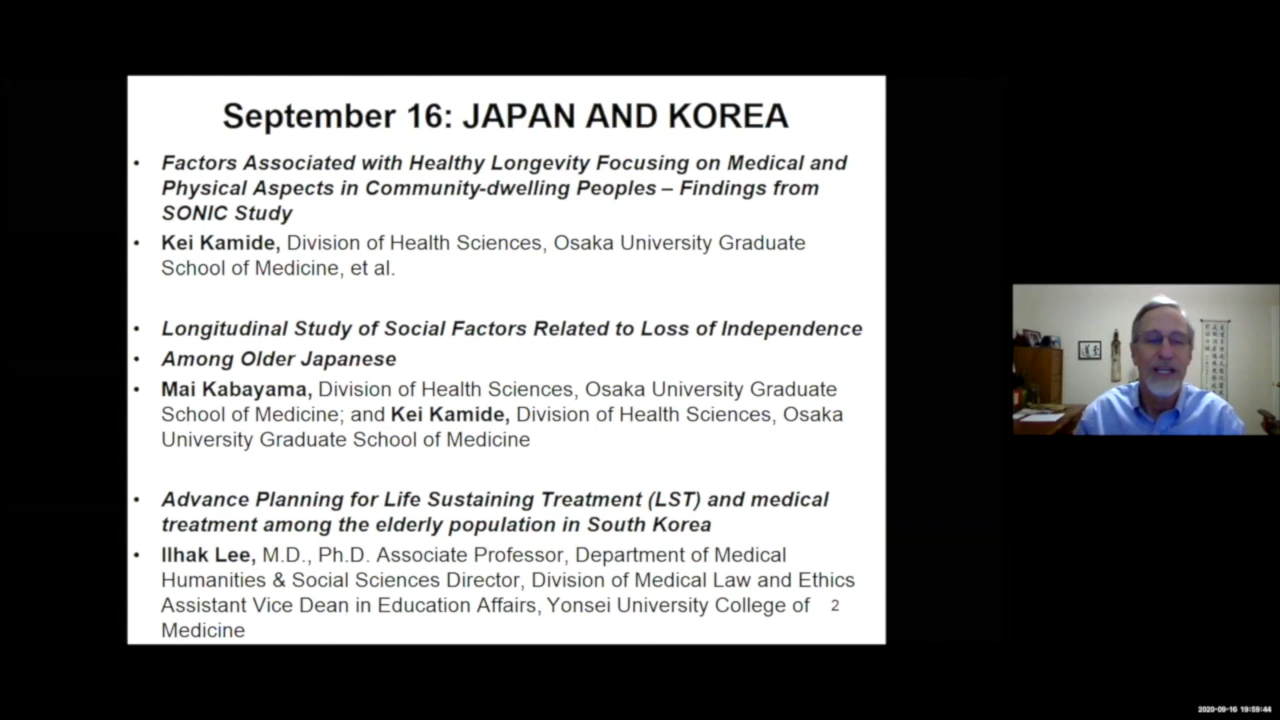 September 16: JAPAN AND KOREA
• Factors Associated with Healthy Longevity Focusing on Medical and
Physical Aspects in Community-dwelling Peoples – Findings from
SONIC Study
• Kei Kamide, Division of Health Sciences, Osaka University Graduate
School of Medicine, et al.
• Longitudinal Study of Social Factors Related to Loss of Independence
• Among Older Japanese
• Mai Kabayama, Division of Health Sciences, Osaka University Graduate
School of Medicine; and Kei Kamide, Division of Health Sciences, Osaka
University Graduate School of Medicine
• Advance Planning for Life Sustaining Treatment (LST) and medical
treatment among the elderly population in South Korea
• Ilhak Lee, M.D., Ph.D. Associate Professor, Department of Medical
Humanities & Social Sciences Director, Division of Medical Law and Ethics
Assistant Vice Dean in Education Affairs, Yonsei University College of
Medicine
2
2020-09-16 19:59:44